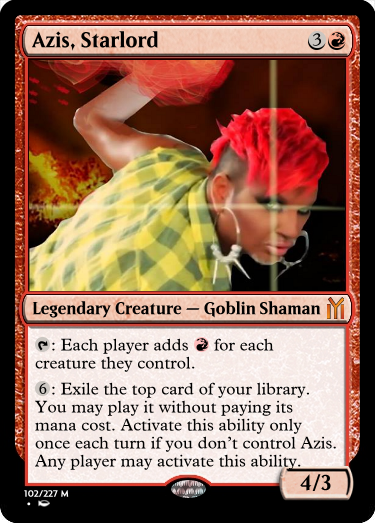 Azis, Starlord
3
Legendary Creature — Goblin Shaman
: Each player adds for each
creature they control.
6: Exile the top card of your library.
You may play it without paying its
mana cost. Activate this ability only
once each turn if you don't control Azis.
Any player may activate this ability.
4/3
102/227 M